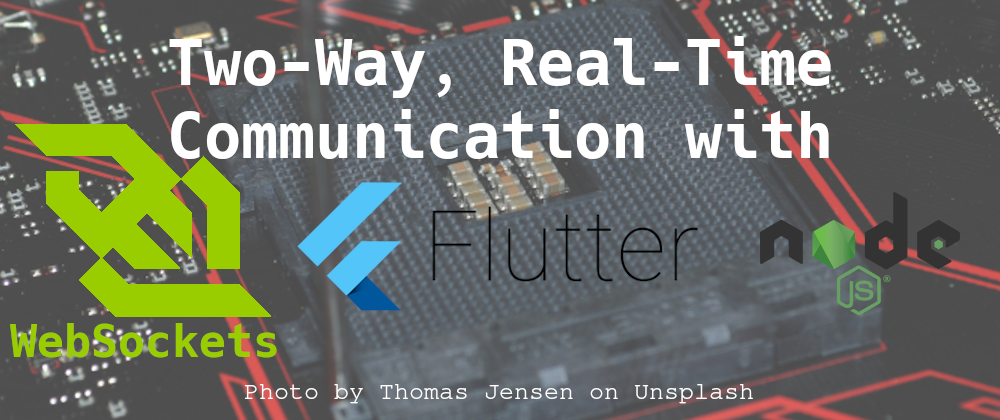 Two-Way, Real-Time
Communication with
Flutter
node
JS
®
WebSockets
Photo by Thomas Jensen on Unsplash